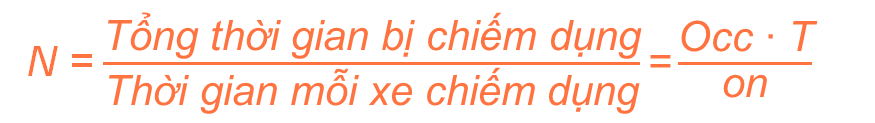 N = Tổng thời gian bị chiếm dụng / Thời gian mỗi xe chiếm dụng = Occ · T / on